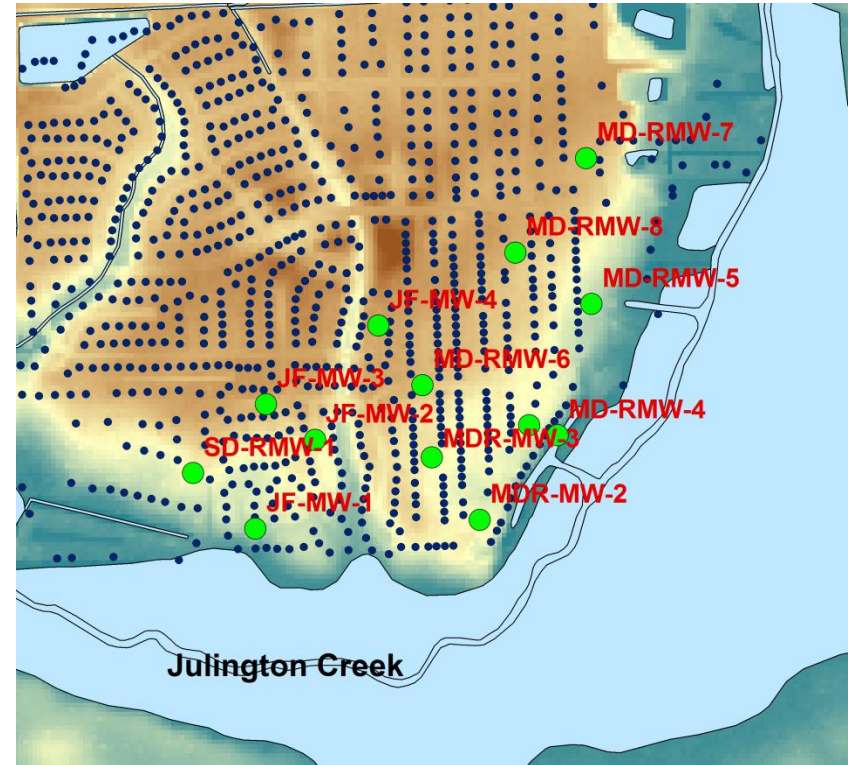 MD-RMW-7
MD-RMW-8
MD-RMW-5
JF-MW-4
MD-RMW-6
JF-MW-3
JF-MW-2
MD-RMW-4
SD-RMW-1
MDR-MW-3
JF-MW-1
MDR-MW-2
Julington Creek